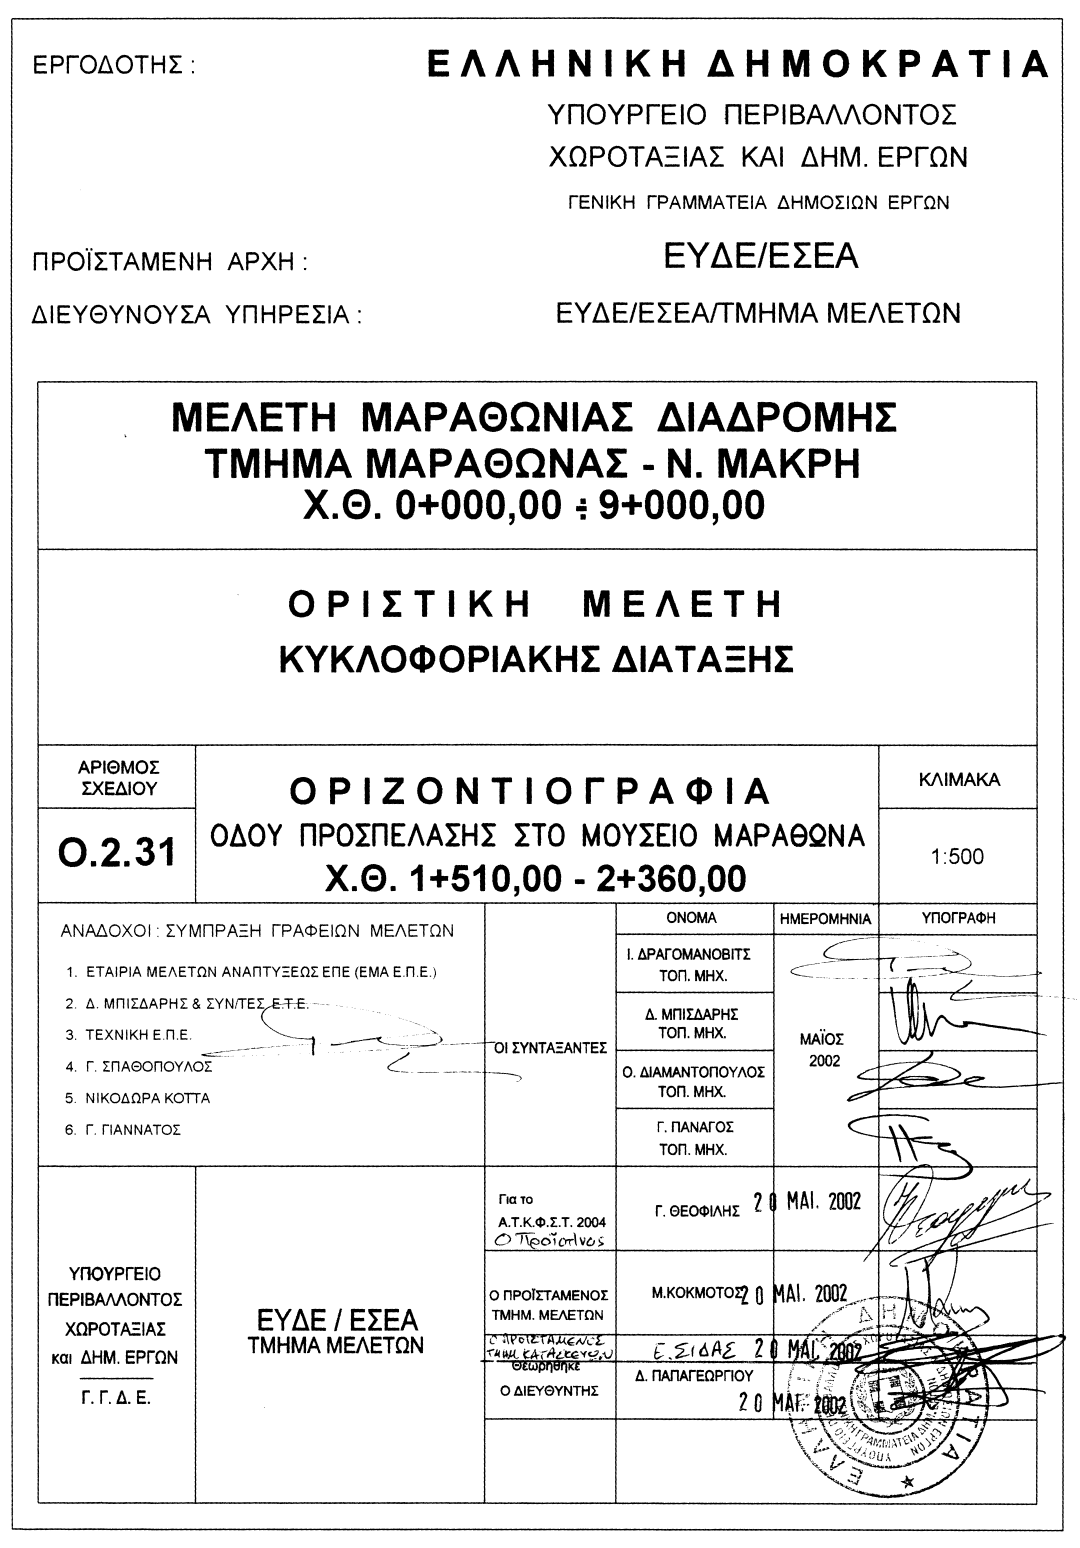 ΕΡΓΟΔΟΤΗΣ :
ΕΛΛΗΝΙΚΗ ΔΗΜΟΚΡΑΤΙΑ
ΥΠΟΥΡΓΕΙΟ ΠΕΡΙΒΑΛΛΟΝΤΟΣ
ΧΩΡΟΤΑΞΙΑΣ ΚΑΙ ΔΗΜ. ΕΡΓΩΝ
ΓΕΝΙΚΗ ΓΡΑΜΜΑΤΕΙΑ ΔΗΜΟΣΙΩΝ ΕΡΓΩΝ
ΠΡΟΪΣΤΑΜΕΝΗ ΑΡΧΗ :
ΕΥΔΕ/ΕΣΕΑ
ΔΙΕΥΘΥΝΟΥΣΑ ΥΠΗΡΕΣΙΑ :
ΕΥΔΕ/ΕΣΕΑ/ΤΜΗΜΑ ΜΕΛΕΤΩΝ
ΜΕΛΕΤΗ ΜΑΡΑΘΩΝΙΑΣ ΔΙΑΔΡΟΜΗΣ
ΤΜΗΜΑ ΜΑΡΑΘΩΝΑΣ - Ν. ΜΑΚΡΗ
Χ.Θ. 0+000,00 ÷ 9+000,00
ΟΡΙΣΤΙΚΗ ΜΕΛΕΤΗ
ΚΥΚΛΟΦΟΡΙΑΚΗΣ ΔΙΑΤΑΞΗΣ
ΑΡΙΘΜΟΣ
ΣΧΕΔΙΟΥ
Ο.2.31
ΟΡΙΖΟΝΤΙΟΓΡΑΦΙΑ
ΟΔΟΥ ΠΡΟΣΠΕΛΑΣΗΣ ΣΤΟ ΜΟΥΣΕΙΟ ΜΑΡΑΘΩΝΑ
Χ.Θ. 1+510,00 - 2+360,00
ΚΛΙΜΑΚΑ
1:500
ΑΝΑΔΟΧΟΙ : ΣΥΜΠΡΑΞΗ ΓΡΑΦΕΙΩΝ ΜΕΛΕΤΩΝ
1. ΕΤΑΙΡΙΑ ΜΕΛΕΤΩΝ ΑΝΑΠΤΥΞΕΩΣ ΕΠΕ (ΕΜΑ Ε.Π.Ε.)
2. Δ. ΜΠΙΣΔΑΡΗΣ & ΣΥΝ/ΤΕΣ Ε.Τ.Ε.
3. ΤΕΧΝΙΚΗ Ε.Π.Ε.
4. Γ. ΣΠΑΘΟΠΟΥΛΟΣ
5. ΝΙΚΟΔΩΡΑ ΚΟΤΤΑ
6. Γ. ΓΙΑΝΝΑΤΟΣ
ΟΙ ΣΥΝΤΑΞΑΝΤΕΣ
ΟΝΟΜΑ
ΗΜΕΡΟΜΗΝΙΑ
ΥΠΟΓΡΑΦΗ
Ι. ΔΡΑΓΟΜΑΝΟΒΙΤΣ
ΤΟΠ. ΜΗΧ.
Δ. ΜΠΙΣΔΑΡΗΣ
ΤΟΠ. ΜΗΧ.
Ο. ΔΙΑΜΑΝΤΟΠΟΥΛΟΣ
ΤΟΠ. ΜΗΧ.
Γ. ΠΑΝΑΓΟΣ
ΤΟΠ. ΜΗΧ.
ΜΑΪΟΣ
2002
ΥΠΟΥΡΓΕΙΟ
ΠΕΡΙΒΑΛΛΟΝΤΟΣ
ΧΩΡΟΤΑΞΙΑΣ
και ΔΗΜ. ΕΡΓΩΝ
Γ. Γ. Δ. Ε.
ΕΥΔΕ / ΕΣΕΑ
ΤΜΗΜΑ ΜΕΛΕΤΩΝ
Για το
Α.Τ.Κ.Φ.Σ.Τ. 2004
Ο Προϊστ/νος
Γ. ΘΕΟΦΙΛΗΣ
20 ΜΑΙ. 2002
Ο ΠΡΟΪΣΤΑΜΕΝΟΣ
ΤΜΗΜ. ΜΕΛΕΤΩΝ
Μ.ΚΟΚΜΟΤΟΣ
20 ΜΑΙ. 2002
Ο ΠΡΟΙΣΤΑΜΕΝΟΣ
ΤΜΗΜ ΚΑΤΑΣΚΕΥΩΝ
Ε. ΣΙΔΑΣ
20 ΜΑΙ. 2002
Θεωρήθηκε
Ο ΔΙΕΥΘΥΝΤΗΣ
Δ. ΠΑΠΑΓΕΩΡΓΙΟΥ
20 ΜΑΙ. 2002
ΕΛΛΗΝΙΚΗ ΔΗΜΟΚΡΑΤΙΑ